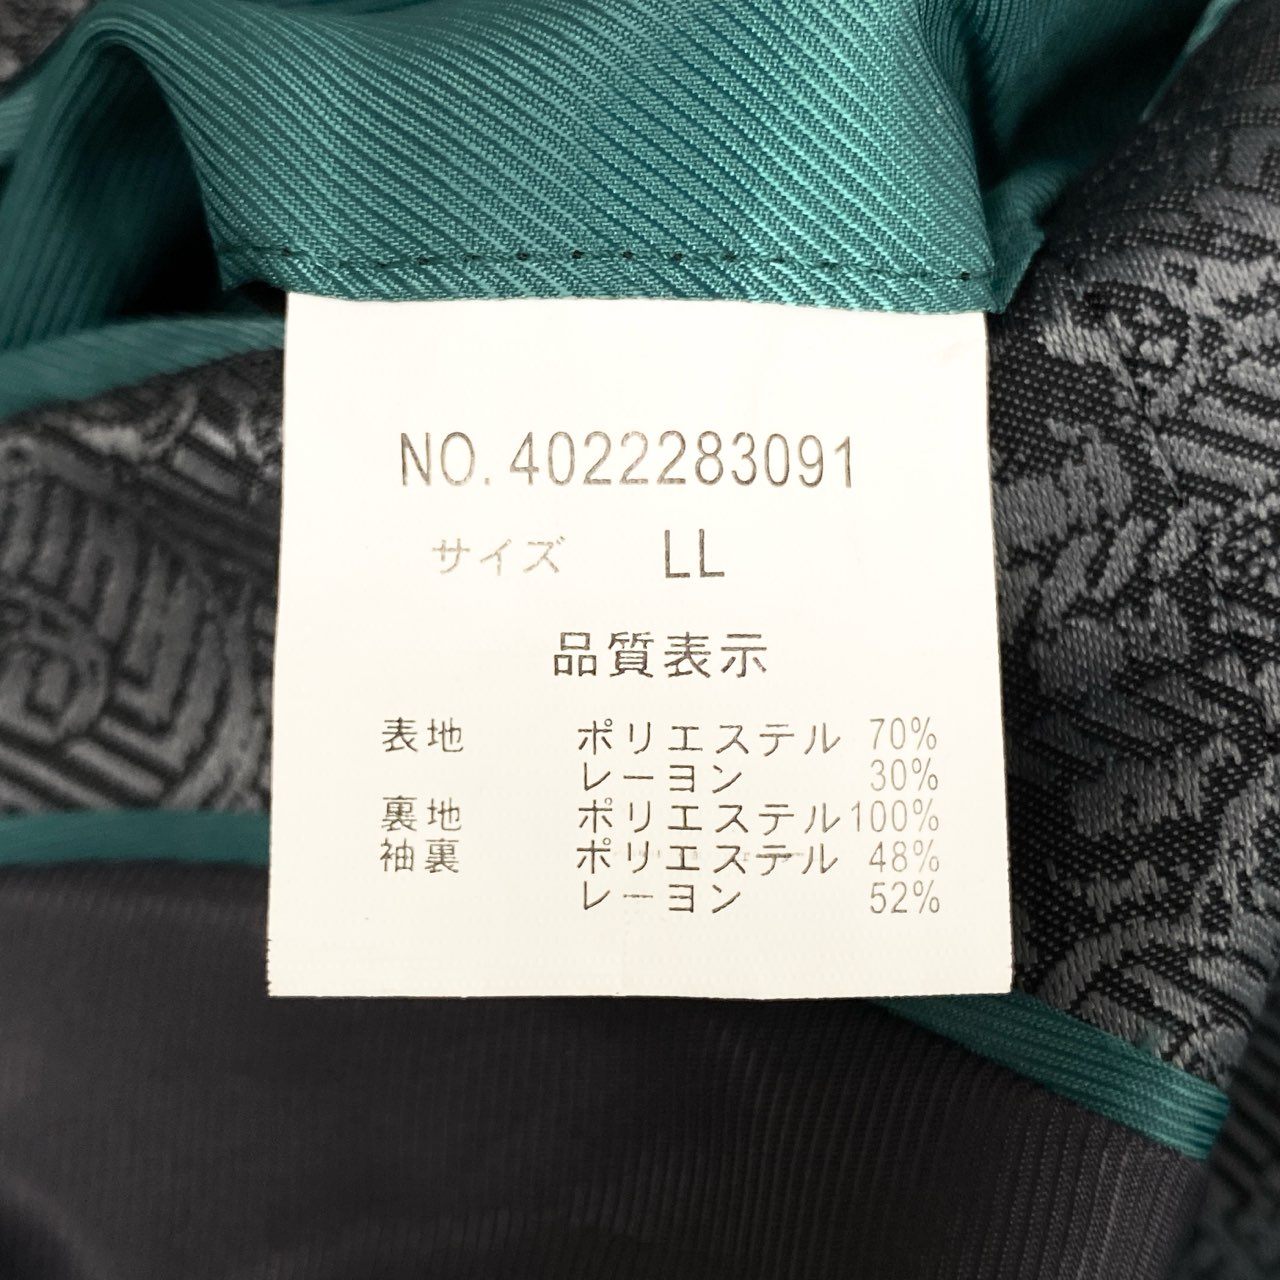 NO. 4022283091
サイズ LL
品質表示
表地 ポリエステル 70%
レーヨン 30%
裏地 ポリエステル 100%
袖裏 ポリエステル 48%
レーヨン 52%